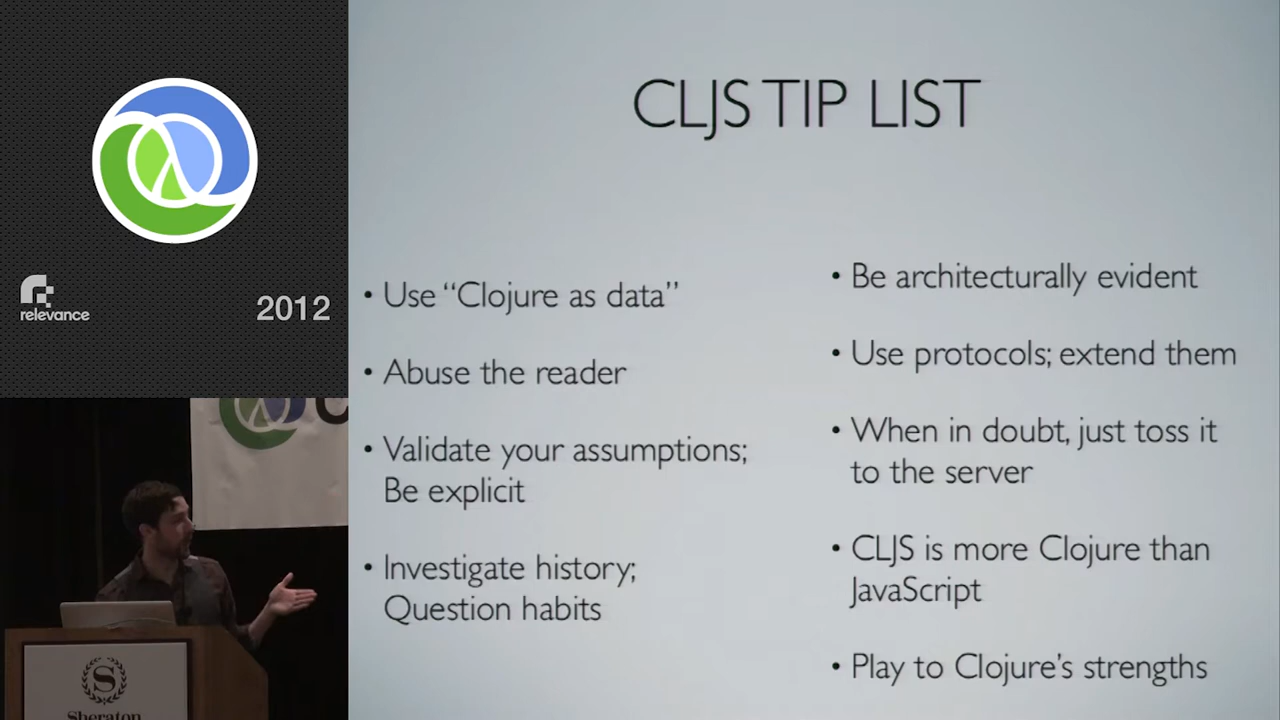 relevance
2012
CLJS TIP LIST
• Use “Clojure as data”
• Abuse the reader
• Validate your assumptions;
Be explicit
• Investigate history;
Question habits
• Be architecturally evident
• Use protocols; extend them
• When in doubt, just toss it
to the server
• CLJS is more Clojure than
JavaScript
• Play to Clojure’s strengths
C
S
Sheraton